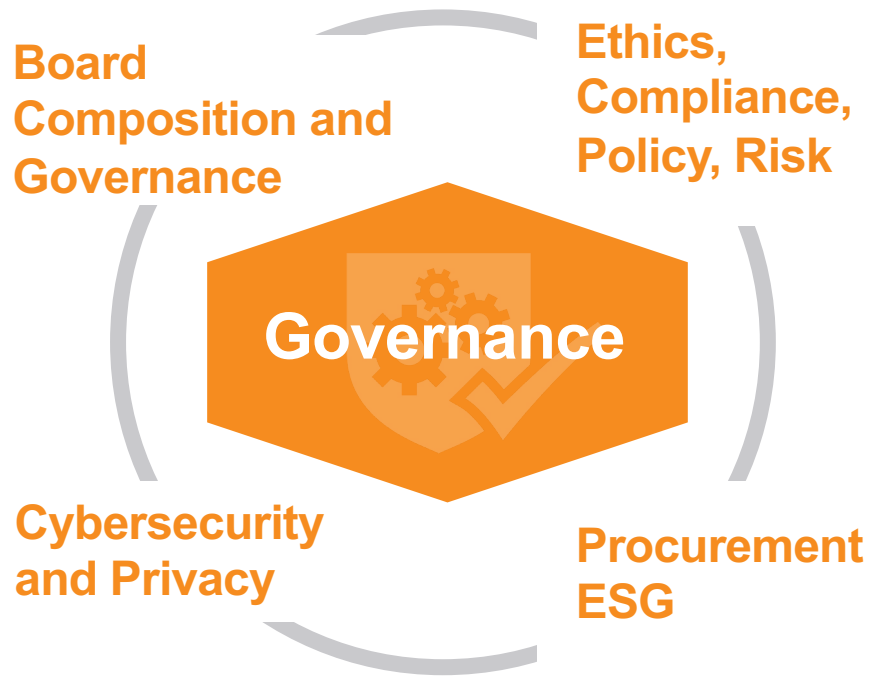 Board
Composition and
Governance
Ethics,
Compliance,
Policy, Risk
Governance
Cybersecurity
and Privacy
Procurement
ESG